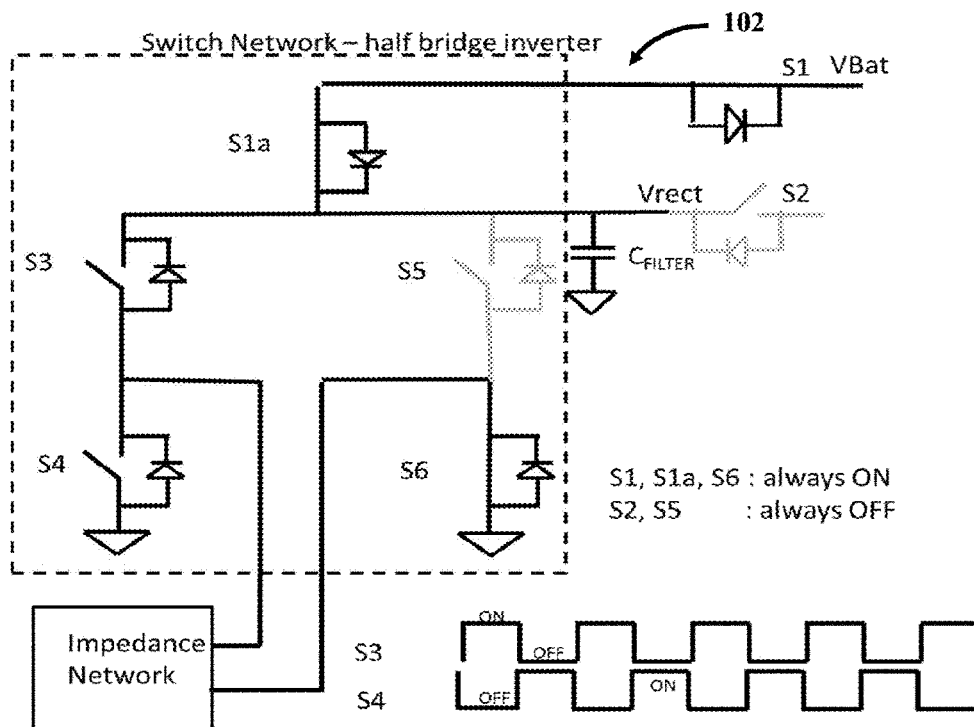 102
Switch Network – half bridge inverter
S1 VBat
S1a
Vrect S2
S3
S5
CFILTER
S4
S6
S1, S1a, S6 : always ON
S2, S5 : always OFF
Impedance
Network
ON
S3
OFF
S4
OFF
ON